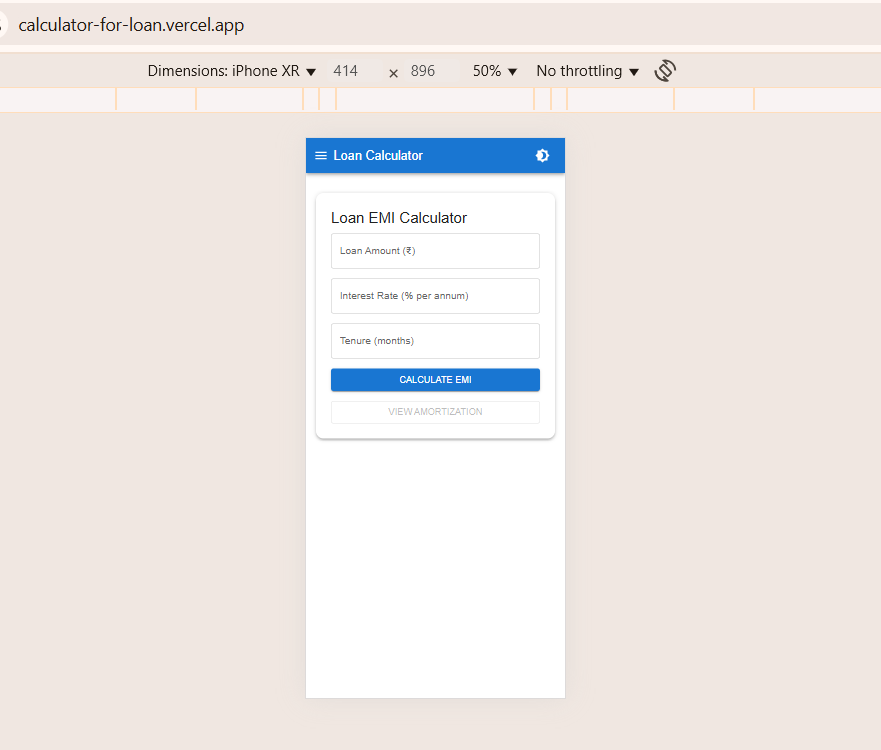 calculator-for-loan.vercel.app
Dimensions: iPhone XR ▼ 414 × 896 50% ▼ No throttling ▼
Loan Calculator
Loan EMI Calculator
Loan Amount (₹)
Interest Rate (% per annum)
Tenure (months)
CALCULATE EMI
VIEW AMORTIZATION